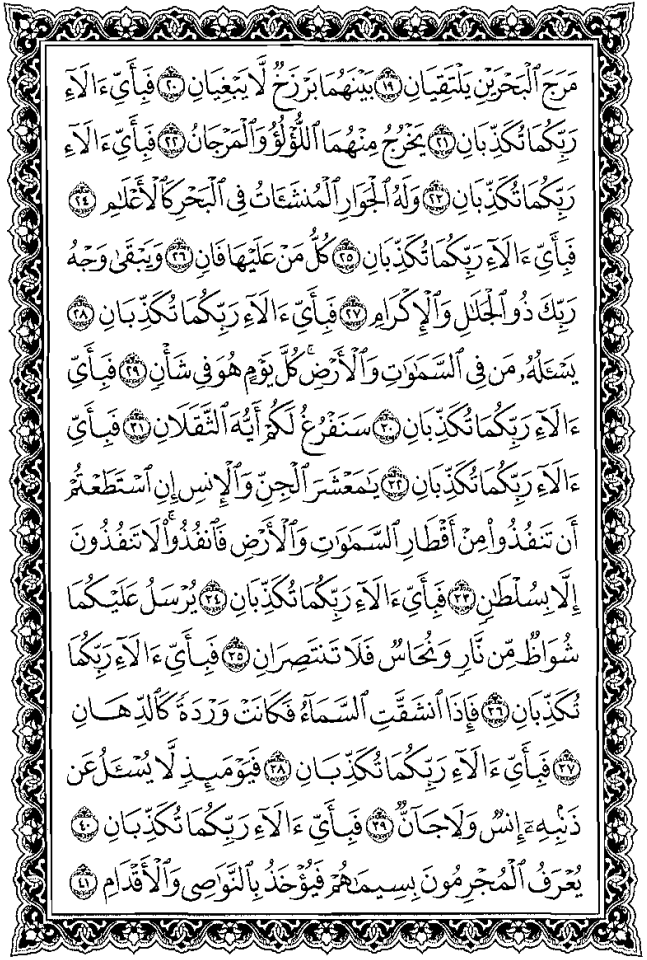 مَرَجَ ٱلْبَحْرَيْنِ يَلْتَقِيَانِ ١٩ بَيْنَهُمَا بَرْزَخٌ لَّا يَبْغِيَانِ ٢٠ فَبِأَىِّ ءَالَآءِ
رَبِّكُمَا تُكَذِّبَانِ ٢١ يَخْرُجُ مِنْهُمَا ٱللُّؤْلُؤُ وَٱلْمَرْجَانُ ٢٢ فَبِأَىِّ ءَالَآءِ
رَبِّكُمَا تُكَذِّبَانِ ٢٣ وَلَهُ ٱلْجَوَارِ ٱلْمُنشَـَٔاتُ فِى ٱلْبَحْرِ كَٱلْأَعْلَٰمِ ٢٤
فَبِأَىِّ ءَالَآءِ رَبِّكُمَا تُكَذِّبَانِ ٢٥ كُلُّ مَنْ عَلَيْهَا فَانٍ ٢٦ وَيَبْقَىٰ وَجْهُ
رَبِّكَ ذُو ٱلْجَلَٰلِ وَٱلْإِكْرَامِ ٢٧ فَبِأَىِّ ءَالَآءِ رَبِّكُمَا تُكَذِّبَانِ ٢٨
يَسْـَٔلُهُۥ مَن فِى ٱلسَّمَٰوَٰتِ وَٱلْأَرْضِ ۚ كُلَّ يَوْمٍ هُوَ فِى شَأْنٍ ٢٩ فَبِأَىِّ
ءَالَآءِ رَبِّكُمَا تُكَذِّبَانِ ٣٠ سَنَفْرُغُ لَكُمْ أَيُّهَ ٱلثَّقَلَانِ ٣١ فَبِأَىِّ
ءَالَآءِ رَبِّكُمَا تُكَذِّبَانِ ٣٢ يَٰمَعْشَرَ ٱلْجِنِّ وَٱلْإِنسِ إِنِ ٱسْتَطَعْتُمْ
أَن تَنفُذُوا۟ مِنْ أَقْطَارِ ٱلسَّمَٰوَٰتِ وَٱلْأَرْضِ فَٱنفُذُوا۟ ۚ لَا تَنفُذُونَ
إِلَّا بِسُلْطَٰنٍ ٣٣ فَبِأَىِّ ءَالَآءِ رَبِّكُمَا تُكَذِّبَانِ ٣٤ يُرْسَلُ عَلَيْكُمَا
شُوَاظٌ مِّن نَّارٍ وَنُحَاسٌ فَلَا تَنتَصِرَانِ ٣٥ فَبِأَىِّ ءَالَآءِ رَبِّكُمَا
تُكَذِّبَانِ ٣٦ فَإِذَا ٱنشَقَّتِ ٱلسَّمَآءُ فَكَانَتْ وَرْدَةً كَٱلدِّهَانِ
٣٧ فَبِأَىِّ ءَالَآءِ رَبِّكُمَا تُكَذِّبَانِ ٣٨ فَيَوْمَئِذٍ لَّا يُسْـَٔلُ عَن
ذَنۢبِهِۦٓ إِنسٌ وَلَا جَآنٌّ ٣٩ فَبِأَىِّ ءَالَآءِ رَبِّكُمَا تُكَذِّبَانِ ٤٠
يُعْرَفُ ٱلْمُجْرِمُونَ بِسِيمَٰهُمْ فَيُؤْخَذُ بِٱلنَّوَٰصِى وَٱلْأَقْدَامِ ٤١